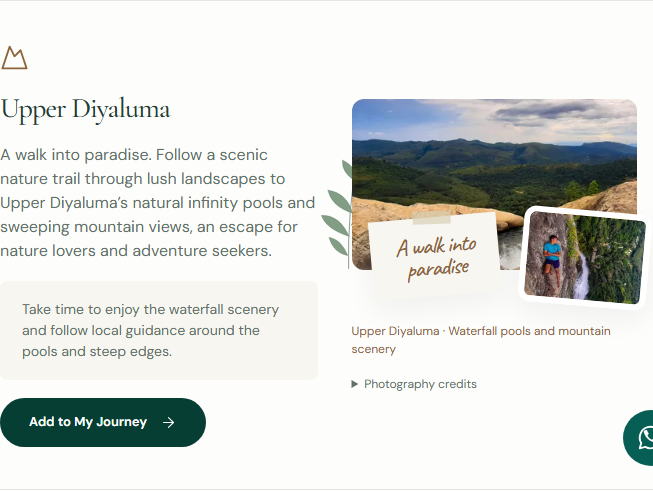 Upper Diyaluma
A walk into paradise. Follow a scenic
nature trail through lush landscapes to
Upper Diyaluma’s natural infinity pools and
sweeping mountain views, an escape for
nature lovers and adventure seekers.
Take time to enjoy the waterfall scenery
and follow local guidance around the
pools and steep edges.
Add to My Journey →
A walk into
paradise
Upper Diyaluma · Waterfall pools and mountain
scenery
▶ Photography credits